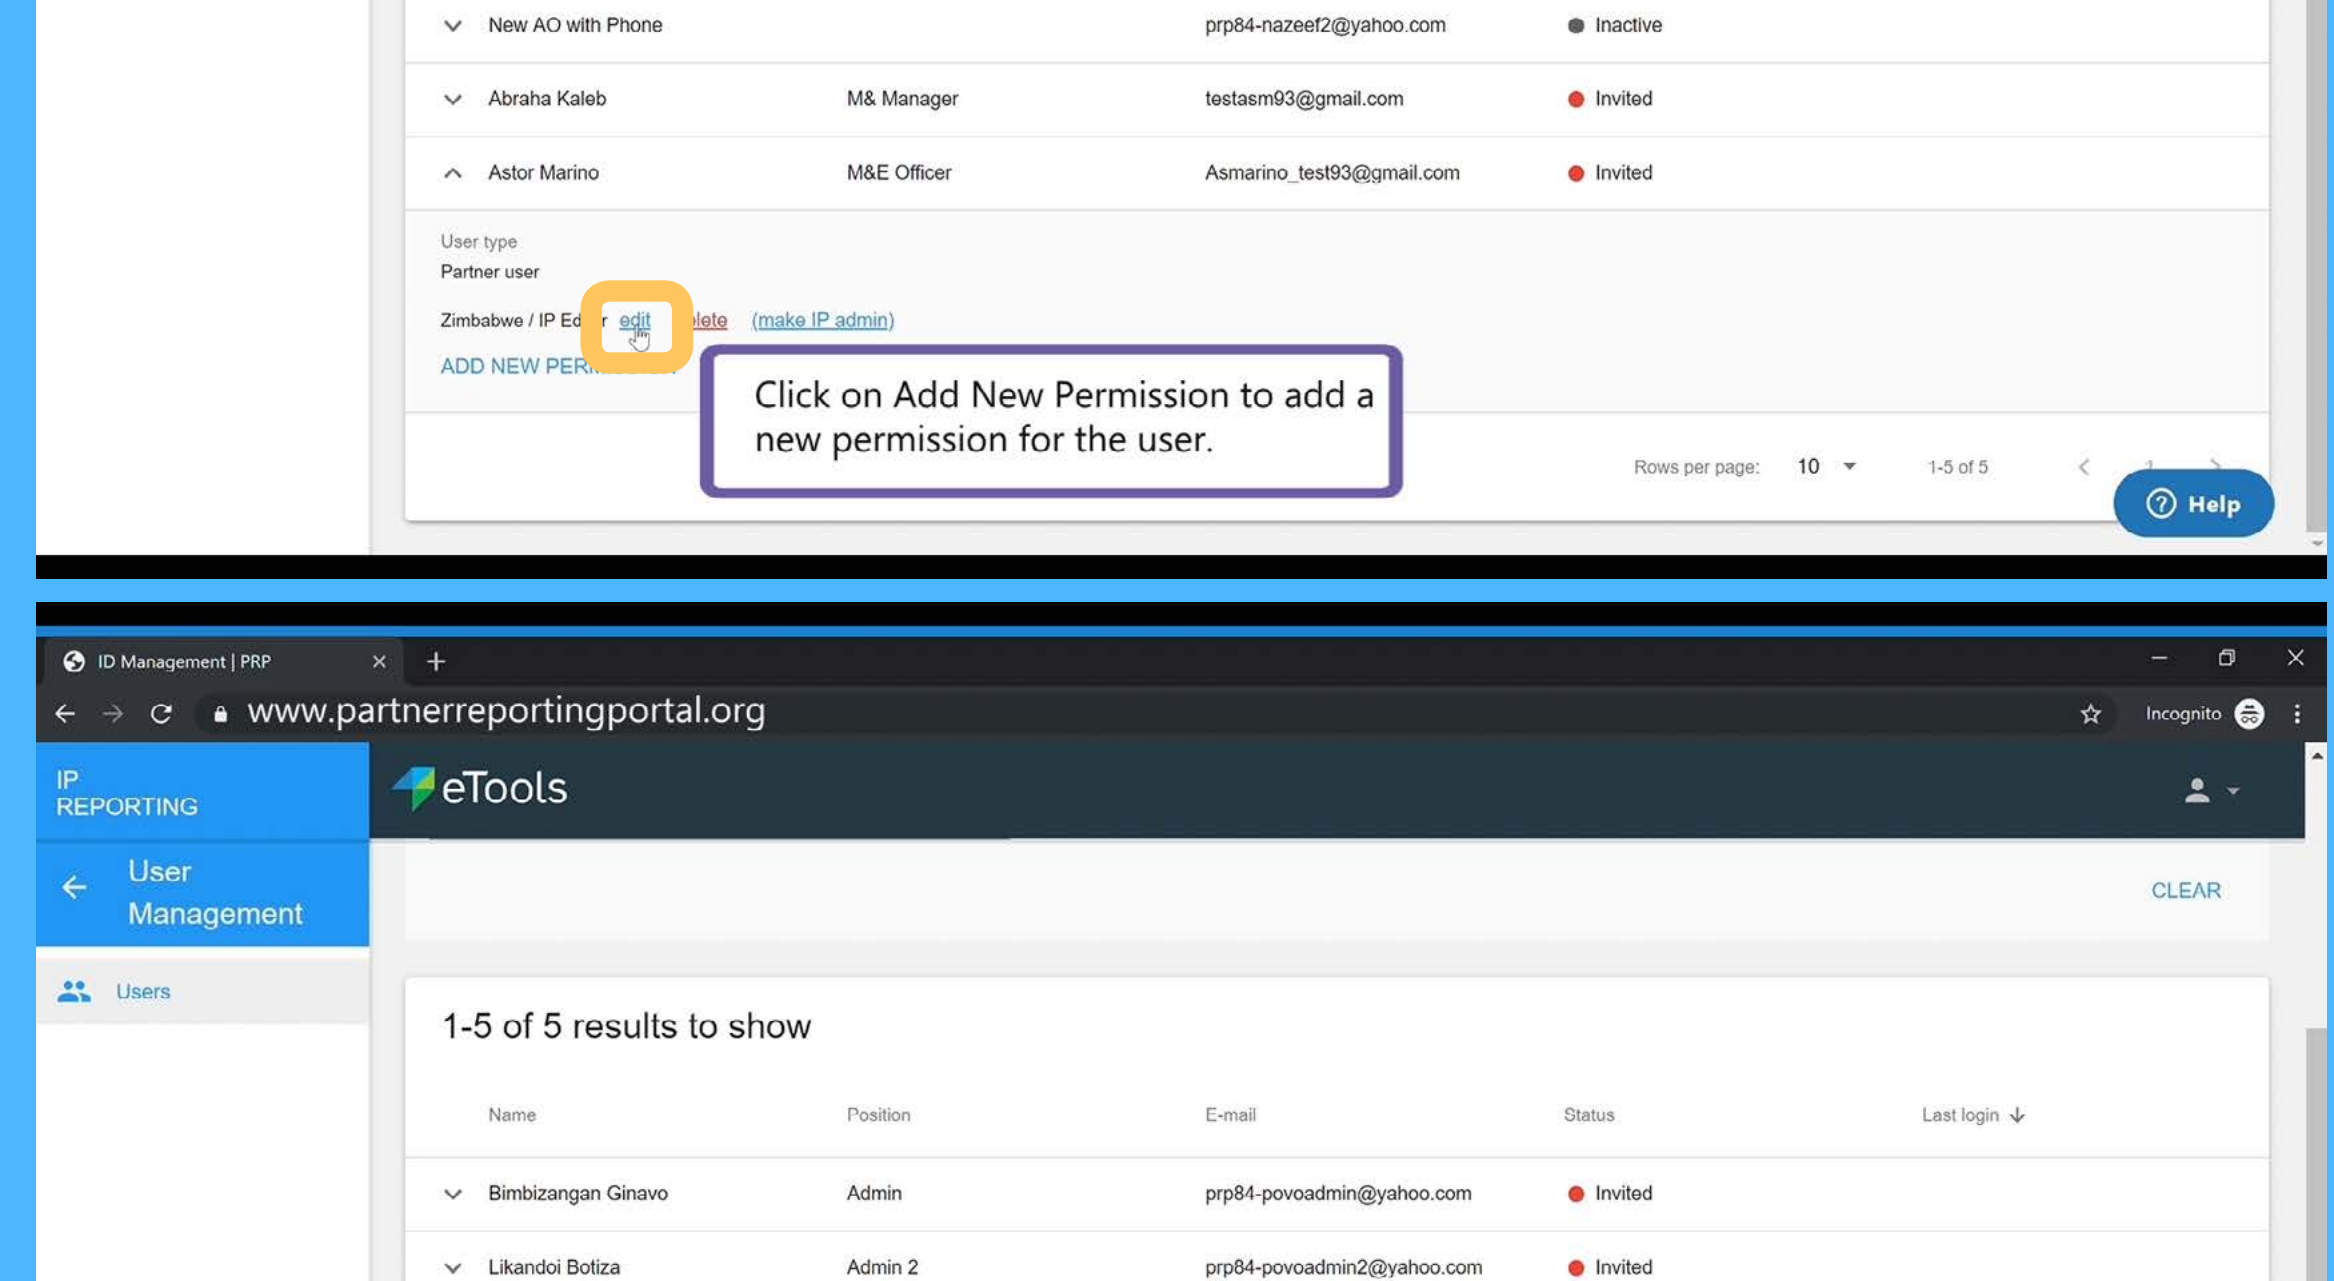 New AO with Phone prp84-nazeef2@yahoo.com Inactive
Abraha Kaleb M& Manager testasm93@gmail.com Invited
Astor Marino M&E Officer Asmarino_test93@gmail.com Invited
User type
Partner user
Zimbabwe / IP edit (make IP admin)
ADD NEW
Click on Add New Permission to add a
new permission for the user.
Rows per page: 10 1-5 of 5
Help
ID Management | PRP
www.partnerreportingportal.org
Incognito
IP
REPORTING
eTools
User
Management
CLEAR
Users
1-5 of 5 results to show
Name Position E-mail Status Last login
Bimbizangan Ginavo Admin prp84-povoadmin@yahoo.com Invited
Likandoi Botiza Admin 2 prp84-povoadmin2@yahoo.com Invited